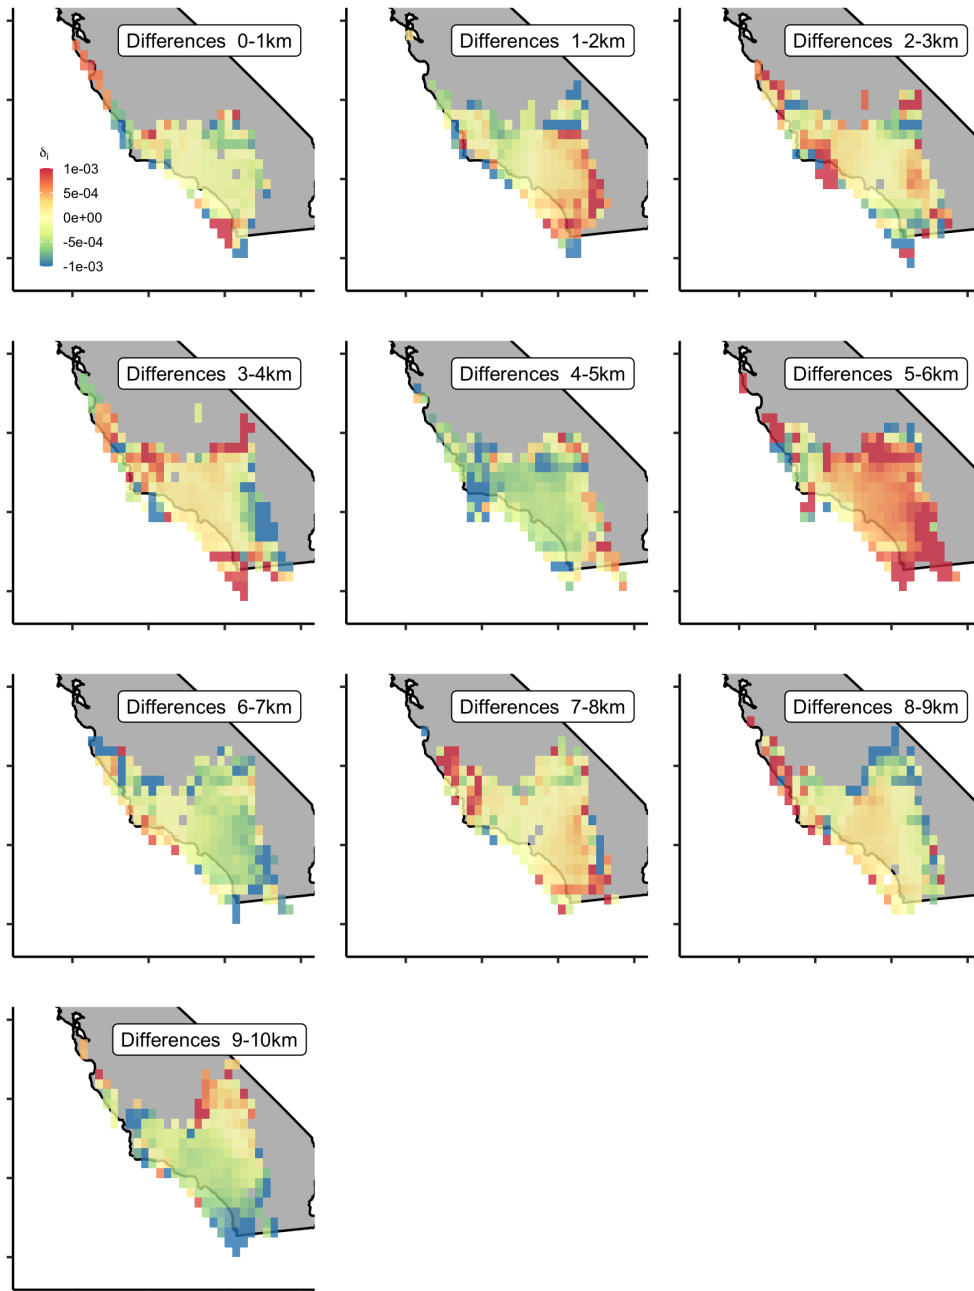 Differences 0-1km
Differences 1-2km
Differences 2-3km
δi
1e-03
5e-04
0e+00
-5e-04
-1e-03
Differences 3-4km
Differences 4-5km
Differences 5-6km
Differences 6-7km
Differences 7-8km
Differences 8-9km
Differences 9-10km